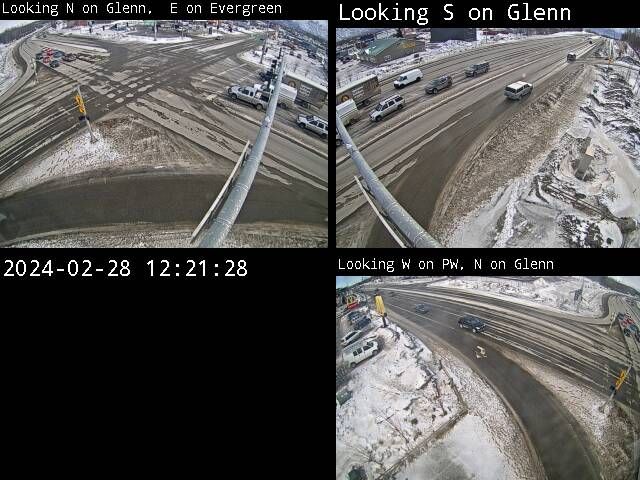 Looking N on Glenn,  E on Evergreen
Looking S on Glenn
2024-02-28 12:21:28
Looking W on PW, N on Glenn